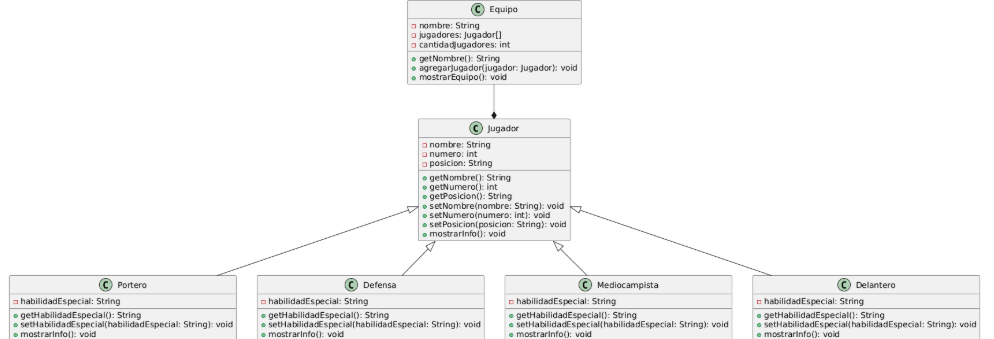 C Equipo
nombre: String
jugadores: Jugador[]
cantidadJugadores: int
getNombre(): String
agregarJugador(jugador: Jugador): void
mostrarEquipo(): void
C Jugador
nombre: String
numero: int
posicion: String
getNombre(): String
getNumero(): int
getPosicion(): String
setNombre(nombre: String): void
setNumero(numero: int): void
setPosicion(posicion: String): void
mostrarInfo(): void
C Portero
habilidadEspecial: String
getHabilidadEspecial(): String
setHabilidadEspecial(habilidadEspecial: String): void
mostrarInfo(): void
C Defensa
habilidadEspecial: String
getHabilidadEspecial(): String
setHabilidadEspecial(habilidadEspecial: String): void
mostrarInfo(): void
C Mediocampista
habilidadEspecial: String
getHabilidadEspecial(): String
setHabilidadEspecial(habilidadEspecial: String): void
mostrarInfo(): void
C Delantero
habilidadEspecial: String
getHabilidadEspecial(): String
setHabilidadEspecial(habilidadEspecial: String): void
mostrarInfo(): void